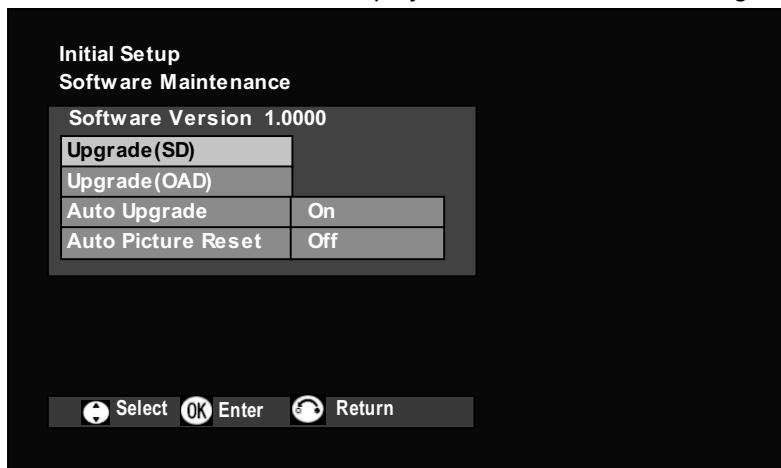 Initial Setup
Software Maintenance
Software Version 1.0000
Upgrade(SD)
Upgrade(OAD)
Auto Upgrade On
Auto Picture Reset Off
Select OK Enter Return